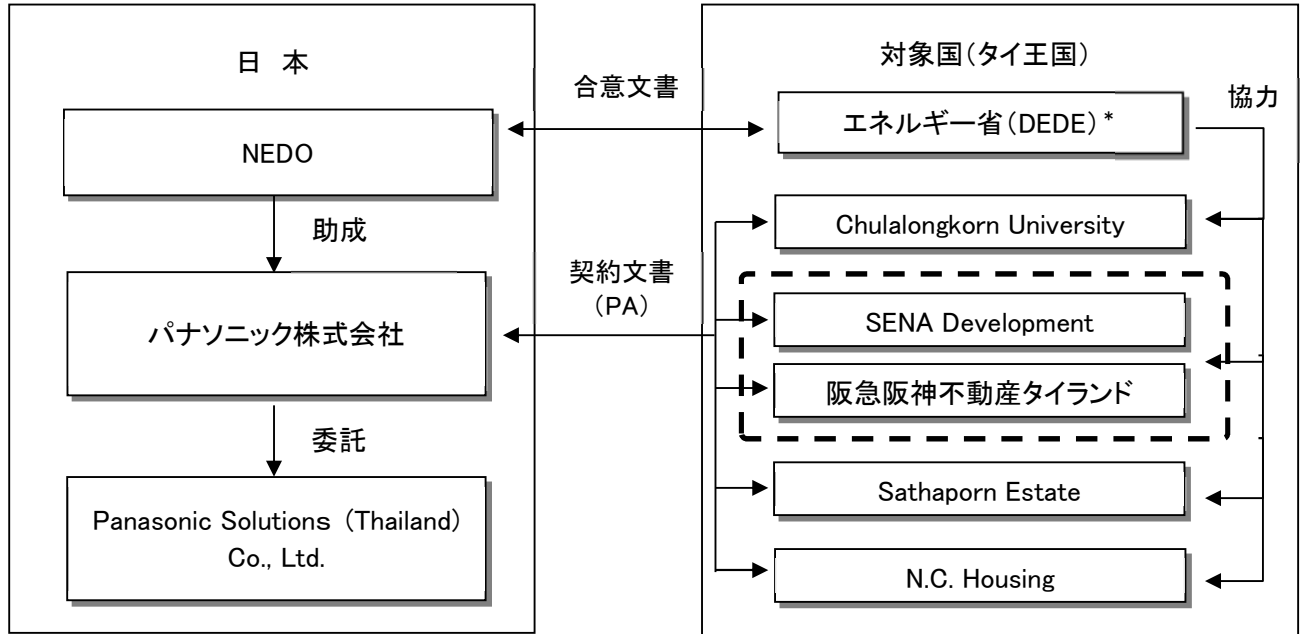 日 本
NEDO
助成
パナソニック株式会社
委託
Panasonic Solutions (Thailand)
Co., Ltd.
合意文書
契約文書
(PA)
対象国(タイ王国)
エネルギー省(DEDE)*
協力
Chulalongkorn University
SENA Development
阪急阪神不動産タイランド
Sathaporn Estate
N.C. Housing